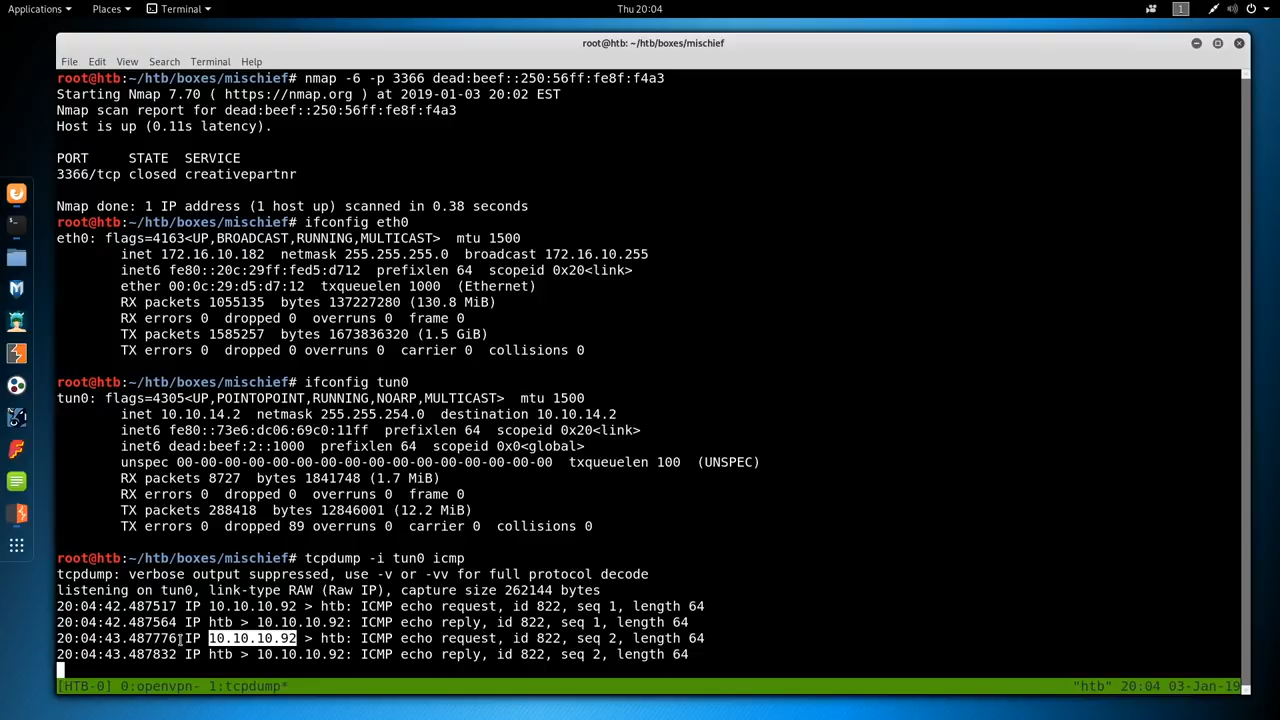 Applications Places Terminal Thu 20:04 1
root@htb: ~/htb/boxes/mischief
File Edit View Search Terminal Help
root@htb:~/htb/boxes/mischief# nmap -6 -p 3366 dead:beef::250:56ff:fe8f:f4a3
Starting Nmap 7.70 ( https://nmap.org ) at 2019-01-03 20:02 EST
Nmap scan report for dead:beef::250:56ff:fe8f:f4a3
Host is up (0.11s latency).
PORT     STATE  SERVICE
3366/tcp closed creativepartnr
Nmap done: 1 IP address (1 host up) scanned in 0.38 seconds
root@htb:~/htb/boxes/mischief# ifconfig eth0
eth0: flags=4163<UP,BROADCAST,RUNNING,MULTICAST>  mtu 1500
inet 172.16.10.182  netmask 255.255.255.0  broadcast 172.16.10.255
inet6 fe80::20c:29ff:fed5:d712  prefixlen 64  scopeid 0x20<link>
ether 00:0c:29:d5:d7:12  txqueuelen 1000  (Ethernet)
RX packets 1055135  bytes 137227280 (130.8 MiB)
RX errors 0  dropped 0  overruns 0  frame 0
TX packets 1585257  bytes 1673836320 (1.5 GiB)
TX errors 0  dropped 0 overruns 0  carrier 0  collisions 0
root@htb:~/htb/boxes/mischief# ifconfig tun0
tun0: flags=4305<UP,POINTOPOINT,RUNNING,NOARP,MULTICAST>  mtu 1500
inet 10.10.14.2  netmask 255.255.254.0  destination 10.10.14.2
inet6 fe80::73e6:dc06:69c0:11ff  prefixlen 64  scopeid 0x20<link>
inet6 dead:beef:2::1000  prefixlen 64  scopeid 0x0<global>
unspec 00-00-00-00-00-00-00-00-00-00-00-00-00-00-00-00  txqueuelen 100  (UNSPEC)
RX packets 8727  bytes 1841748 (1.7 MiB)
RX errors 0  dropped 0  overruns 0  frame 0
TX packets 288418  bytes 12846001 (12.2 MiB)
TX errors 0  dropped 89 overruns 0  carrier 0  collisions 0
root@htb:~/htb/boxes/mischief# tcpdump -i tun0 icmp
tcpdump: verbose output suppressed, use -v or -vv for full protocol decode
listening on tun0, link-type RAW (Raw IP), capture size 262144 bytes
20:04:42.487517 IP 10.10.10.92 > htb: ICMP echo request, id 822, seq 1, length 64
20:04:42.487564 IP htb > 10.10.10.92: ICMP echo reply, id 822, seq 1, length 64
20:04:43.487776 IP 10.10.10.92 > htb: ICMP echo request, id 822, seq 2, length 64
20:04:43.487832 IP htb > 10.10.10.92: ICMP echo reply, id 822, seq 2, length 64
[HTB-0] 0:openvpn- 1:tcpdump* "htb" 20:04 03-Jan-19